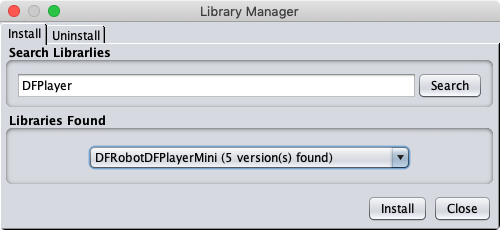 Library Manager
Install Uninstall
Search Librarlies
DFPlayer Search
Libraries Found
DFRobotDFPlayerMini (5 version(s) found)
Install Close